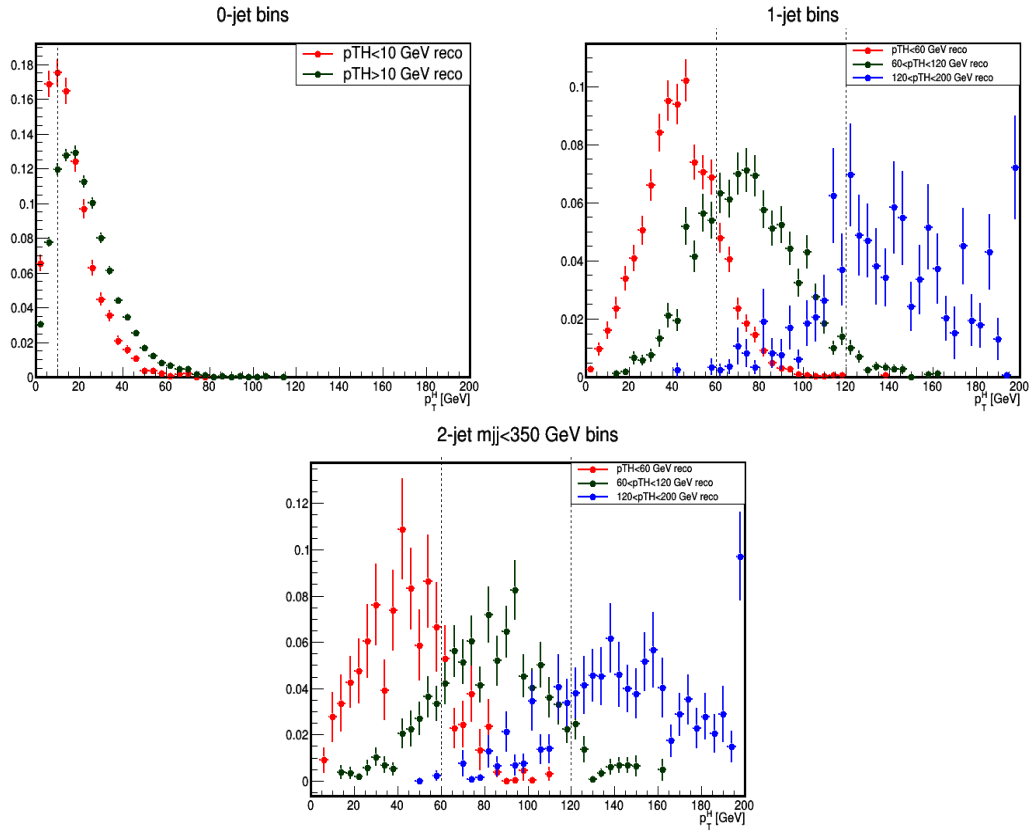 0-jet bins
pTH<10 GeV reco
pTH>10 GeV reco
0.18
0.16
0.14
0.12
0.1
0.08
0.06
0.04
0.02
0
0 20 40 60 80 100 120 140 160 180 200
p_T^H [GeV]
1-jet bins
pTH<60 GeV reco
60<pTH<120 GeV reco
120<pTH<200 GeV reco
0.1
0.08
0.06
0.04
0.02
0
0 20 40 60 80 100 120 140 160 180 200
p_T^H [GeV]
2-jet mjj<350 GeV bins
pTH<60 GeV reco
60<pTH<120 GeV reco
120<pTH<200 GeV reco
0.12
0.1
0.08
0.06
0.04
0.02
0
0 20 40 60 80 100 120 140 160 180 200
p_T^H [GeV]